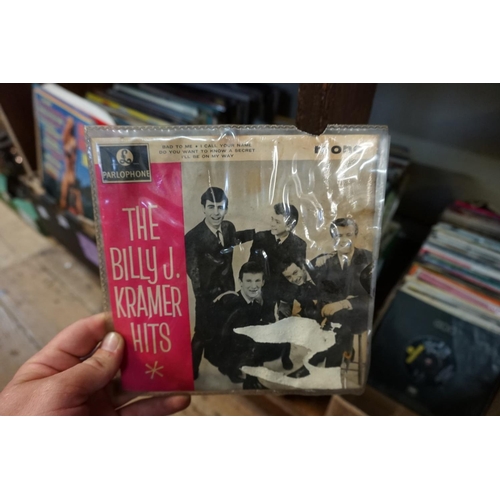 PARLOPHONE
BAD TO ME • I CALL YOUR NAME
DO YOU WANT TO KNOW A SECRET
I'LL BE ON MY WAY
mono
THE
BILLY J.
KRAMER
HITS
*